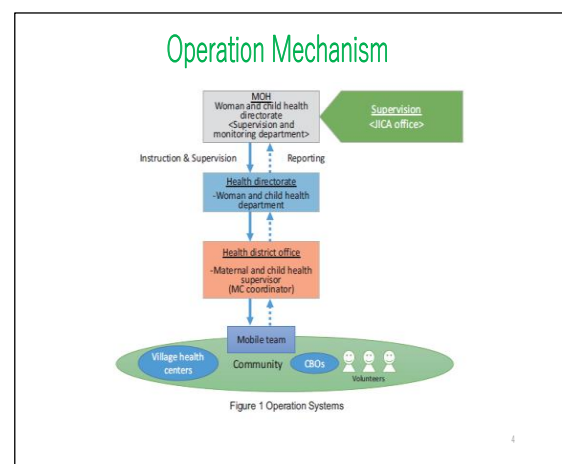 Operation Mechanism
MOH
Woman and child health
directorate
<Supervision and
monitoring department>
Supervision
<JICA office>
Instruction & Supervision
Reporting
Health directorate
-Woman and child health
department
Health district office
-Maternal and child health
supervisor
(MC coordinator)
Mobile team
Village health
centers
Community
CBOs
Volunteers
Figure 1 Operation Systems
4